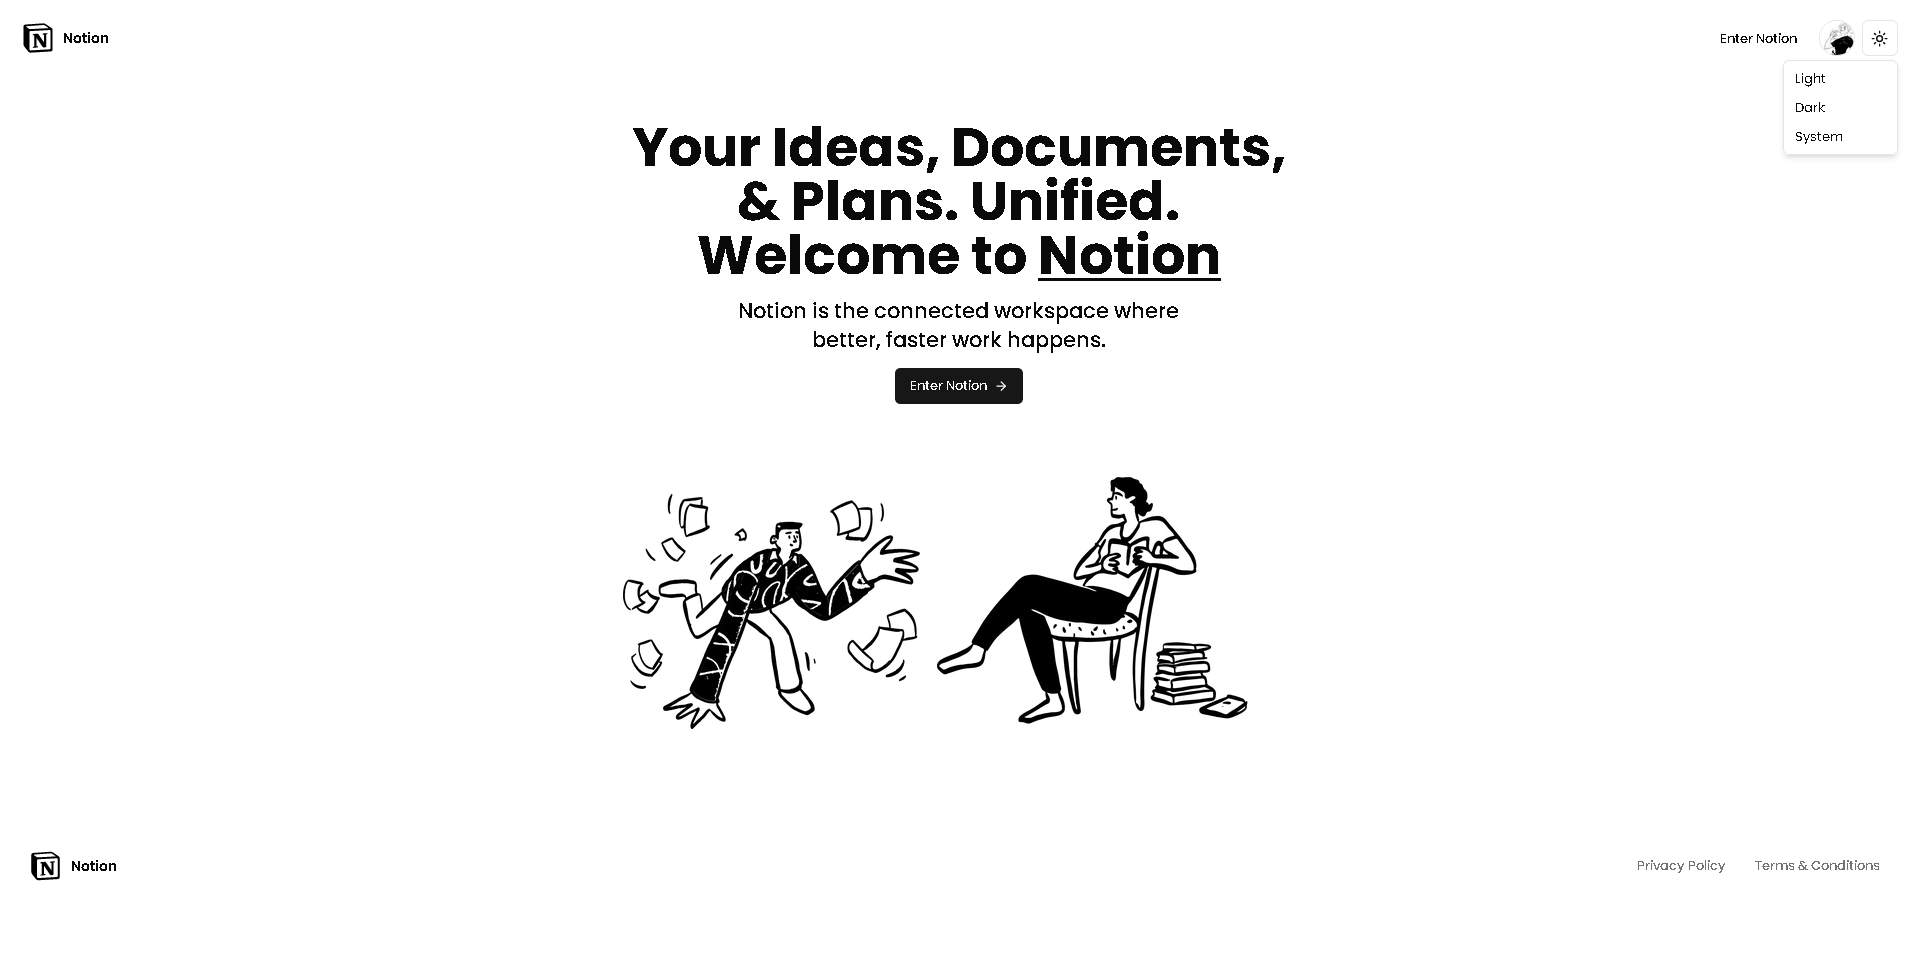 Notion
Enter Notion
Light
Dark
System
Your Ideas, Documents,
& Plans. Unified.
Welcome to Notion
Notion is the connected workspace where
better, faster work happens.
Enter Notion →
Notion
Privacy Policy
Terms & Conditions